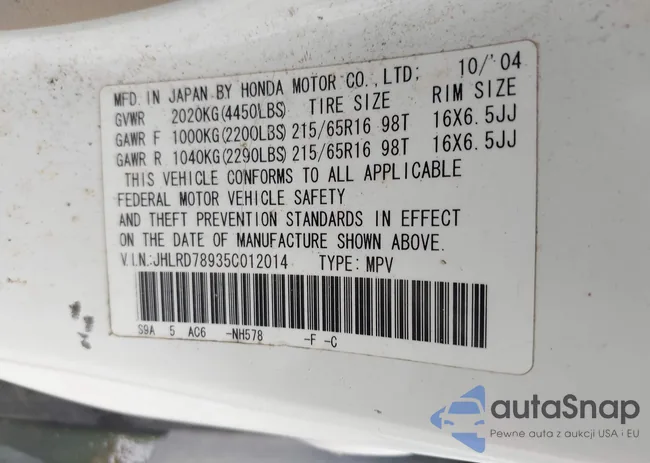 MFD. IN JAPAN BY HONDA MOTOR CO., LTD; 10/'04
GVWR 2020KG(4450LBS) TIRE SIZE RIM SIZE
GAWR F 1000KG(2200LBS) 215/65R16 98T 16X6.5JJ
GAWR R 1040KG(2290LBS) 215/65R16 98T 16X6.5JJ
THIS VEHICLE CONFORMS TO ALL APPLICABLE
FEDERAL MOTOR VEHICLE SAFETY
AND THEFT PREVENTION STANDARDS IN EFFECT
ON THE DATE OF MANUFACTURE SHOWN ABOVE.
V.I.N.:JHLRD78935C012014 TYPE: MPV
S9A 5 AC6 -NH578 -F -C
autaSnap
Pewne auta z aukcji USA i EU